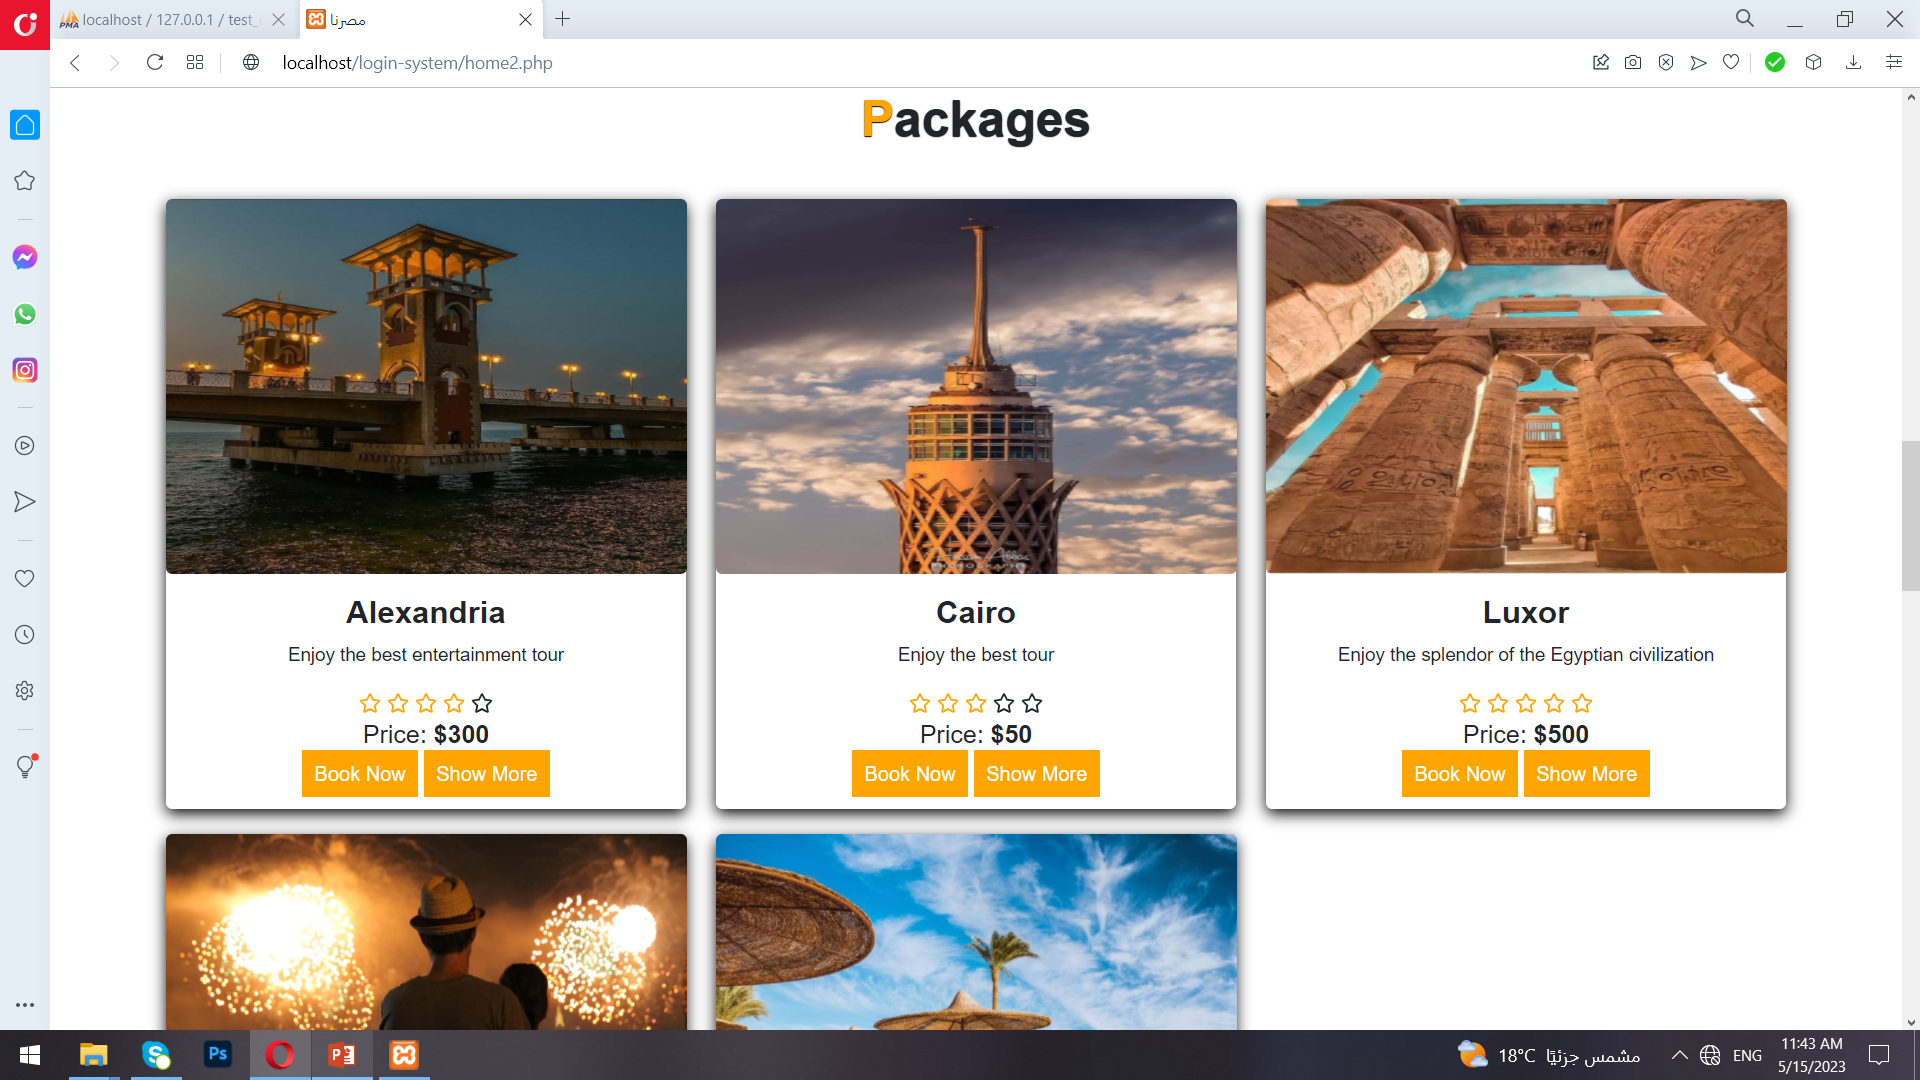 localhost / 127.0.0.1 / test_
مصرنا
localhost/login-system/home2.php
Packages
Alexandria
Enjoy the best entertainment tour
Price: $300
Book Now Show More
Cairo
Enjoy the best tour
Price: $50
Book Now Show More
Luxor
Enjoy the splendor of the Egyptian civilization
Price: $500
Book Now Show More
Ps
18°C مشمس جزئيًا
ENG
11:43 AM
5/15/2023